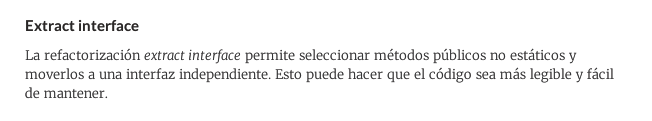 Extract interface
La refactorización extract interface permite seleccionar métodos públicos no estáticos y
moverlos a una interfaz independiente. Esto puede hacer que el código sea más legible y fácil
de mantener.